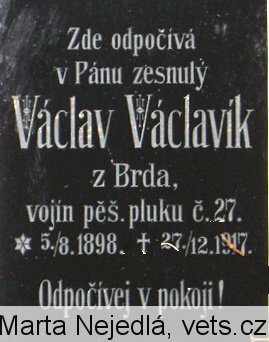 Zde odpočívá
v Pánu zesnulý
Václav Václavík
z Brda,
vojín pěš. pluku č. 27.
✲ 5./8. 1898. † 27./12. 1917.
Odpočívej v pokoji!
Marta Nejedlá, vets.cz